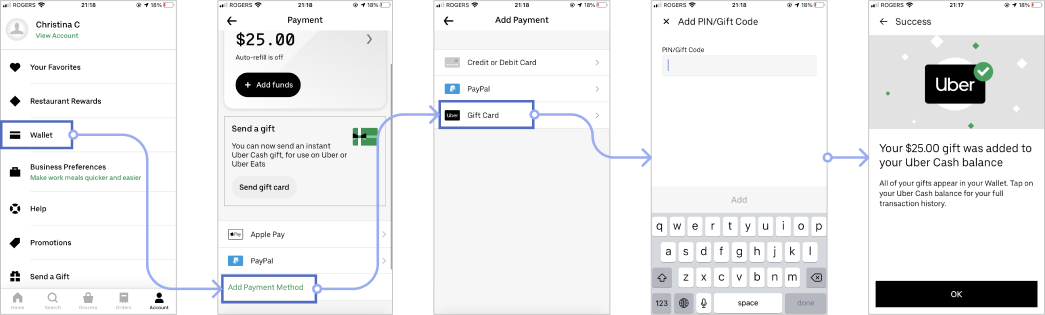 ROGERS 21:18 18%
Christina C
View Account
Your Favorites
Restaurant Rewards
Wallet
Business Preferences
Make work meals quicker and easier
Help
Promotions
Send a Gift
Home Search Grocery Orders Account
ROGERS 21:18 18%
Payment
$25.00
Auto-refill is off
+ Add funds
Send a gift
You can now send an instant
Uber Cash gift, for use on Uber or
Uber Eats
Send gift card
Pay Apple Pay
PayPal
Add Payment Method
ROGERS 21:18 18%
Add Payment
Credit or Debit Card
PayPal
Uber Gift Card
ROGERS 21:18 18%
Add PIN/Gift Code
PIN/Gift Code
Add
q w e r t y u i o p
a s d f g h j k l
z x c v b n m
123 space done
ROGERS 21:17 18%
Success
Uber
Your $25.00 gift was added to
your Uber Cash balance
All of your gifts appear in your Wallet. Tap on
your Uber Cash balance for your full
transaction history.
OK